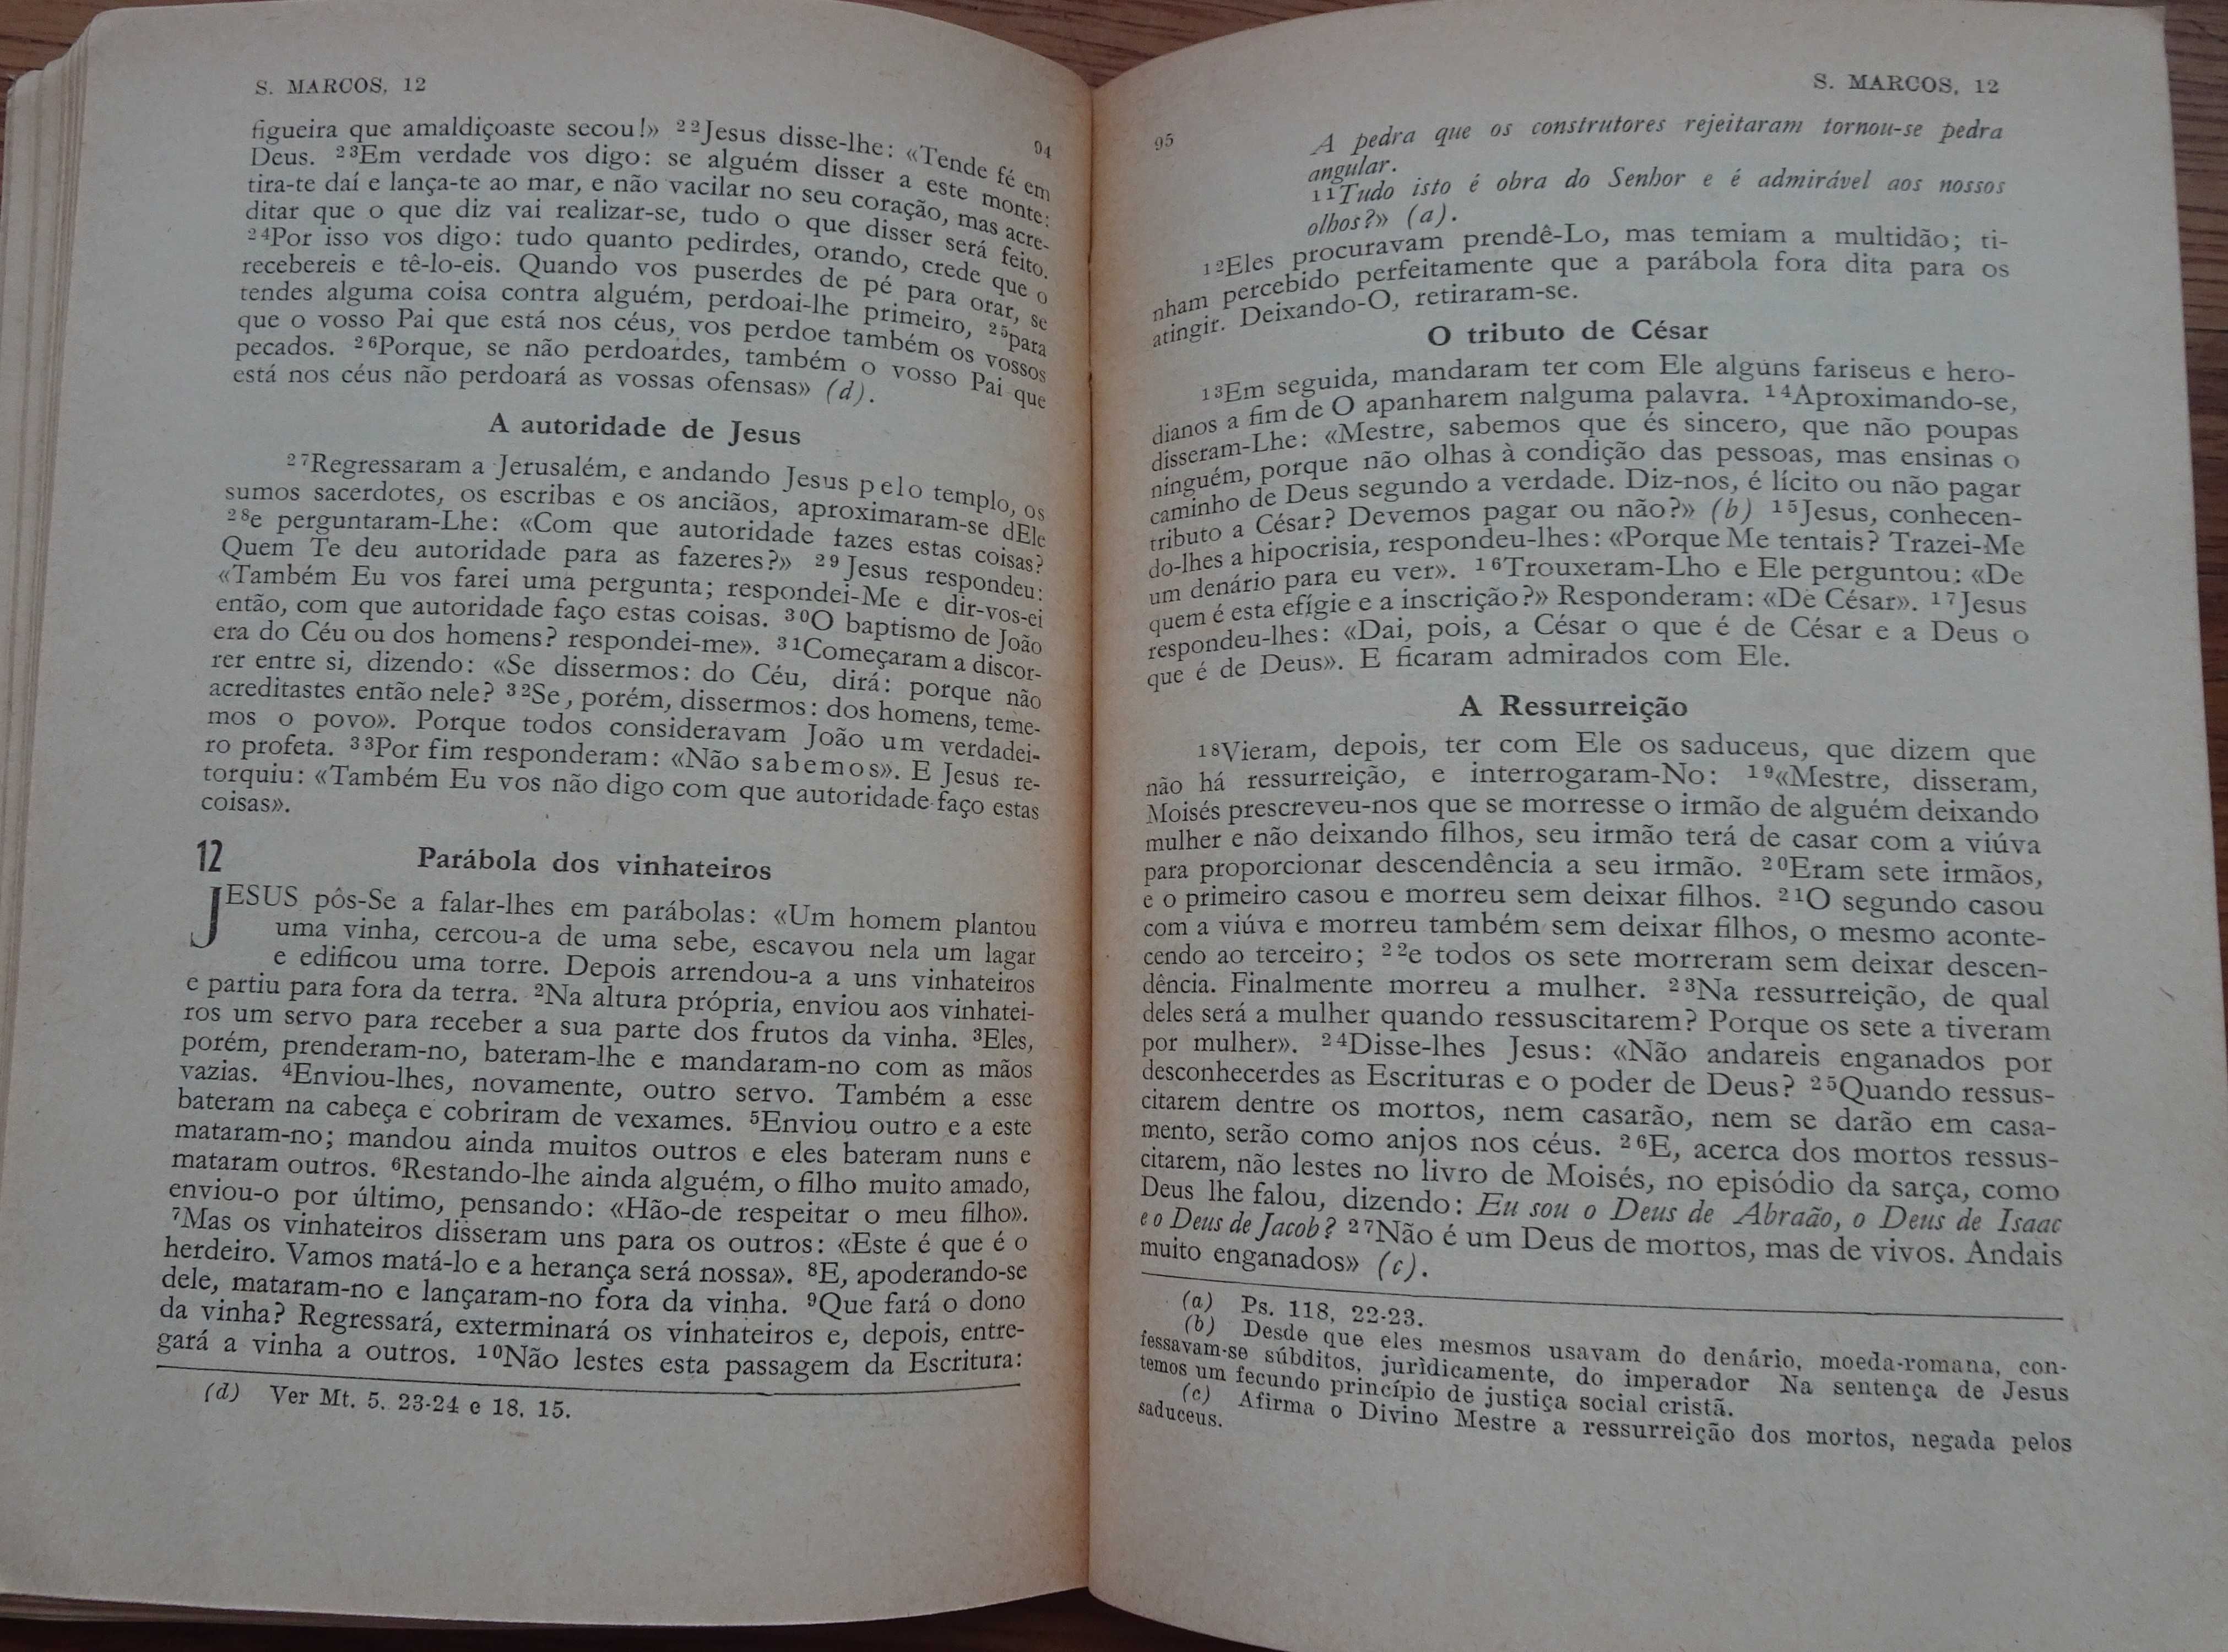 S. MARCOS, 12
94
figueira que amaldiçoaste secou!» 22Jesus disse-lhe: «Tende fé em
Deus. 23Em verdade vos digo: se alguém disser a este monte:
tira-te daí e lança-te ao mar, e não vacilar no seu coração, mas acre-
ditar que o que diz vai realizar-se, tudo o que disser será feito.
24Por isso vos digo: tudo quanto pedirdes, orando, crede que o
recebereis e tê-lo-eis. Quando vos puserdes de pé para orar, se
tendes alguma coisa contra alguém, perdoai-lhe primeiro, 25para
que o vosso Pai que está nos céus, vos perdoe também os vossos
pecados. 26Porque, se não perdoardes, também o vosso Pai que
está nos céus não perdoará as vossas ofensas» (d).
A autoridade de Jesus
27Regressaram a Jerusalém, e andando Jesus pelo templo, os
sumos sacerdotes, os escribas e os anciãos, aproximaram-se dEle
28e perguntaram-Lhe: «Com que autoridade fazes estas coisas?
Quem Te deu autoridade para as fazeres?» 29Jesus respondeu:
«Também Eu vos farei uma pergunta; respondei-Me e dir-vos-ei
então, com que autoridade faço estas coisas. 30O baptismo de João
era do Céu ou dos homens? respondei-me». 31Começaram a discor-
rer entre si, dizendo: «Se dissermos: do Céu, dirá: porque não
acreditastes então nele? 32Se, porém, dissermos: dos homens, teme-
mos o povo». Porque todos consideravam João um verdadei-
ro profeta. 33Por fim responderam: «Não sabemos». E Jesus re-
torquiu: «Também Eu vos não digo com que autoridade faço estas
coisas».
12
Parábola dos vinhateiros
JESUS pôs-Se a falar-lhes em parábolas: «Um homem plantou
uma vinha, cercou-a de uma sebe, escavou nela um lagar
e edificou uma torre. Depois arrendou-a a uns vinhateiros
e partiu para fora da terra. 2Na altura própria, enviou aos vinhatei-
ros um servo para receber a sua parte dos frutos da vinha. 3Eles,
porém, prenderam-no, bateram-lhe e mandaram-no com as mãos
vazias. 4Enviou-lhes, novamente, outro servo. Também a esse
bateram na cabeça e cobriram de vexames. 5Enviou outro e a este
mataram-no; mandou ainda muitos outros e eles bateram nuns e
mataram outros. 6Restando-lhe ainda alguém, o filho muito amado,
enviou-o por último, pensando: «Hão-de respeitar o meu filho».
7Mas os vinhateiros disseram uns para os outros: «Este é que é o
herdeiro. Vamos matá-lo e a herança será nossa». 8E, apoderando-se
dele, mataram-no e lançaram-no fora da vinha. 9Que fará o dono
da vinha? Regressará, exterminará os vinhateiros e, depois, entre-
gará a vinha a outros. 10Não lestes esta passagem da Escritura:
(d) Ver Mt. 5, 23-24 e 18, 15.
S. MARCOS, 12
95
A pedra que os construtores rejeitaram tornou-se pedra
angular.
11Tudo isto é obra do Senhor e é admirável aos nossos
olhos?» (a).
12Eles procuravam prendê-Lo, mas temiam a multidão; ti-
nham percebido perfeitamente que a parábola fora dita para os
atingir. Deixando-O, retiraram-se.
O tributo de César
13Em seguida, mandaram ter com Ele alguns fariseus e hero-
dianos a fim de O apanharem nalguma palavra. 14Aproximando-se,
disseram-Lhe: «Mestre, sabemos que és sincero, que não poupas
ninguém, porque não olhas à condição das pessoas, mas ensinas o
caminho de Deus segundo a verdade. Diz-nos, é lícito ou não pagar
tributo a César? Devemos pagar ou não?» (b) 15Jesus, conhecen-
do-lhes a hipocrisia, respondeu-lhes: «Porque Me tentais? Trazei-Me
um denário para eu ver». 16Trouxeram-Lho e Ele perguntou: «De
quem é esta efígie e a inscrição?» Responderam: «De César». 17Jesus
respondeu-lhes: «Dai, pois, a César o que é de César e a Deus o
que é de Deus». E ficaram admirados com Ele.
A Ressurreição
18Vieram, depois, ter com Ele os saduceus, que dizem que
não há ressurreição, e interrogaram-No: 19«Mestre, disseram,
Moisés prescreveu-nos que se morresse o irmão de alguém deixando
mulher e não deixando filhos, seu irmão terá de casar com a viúva
para proporcionar descendência a seu irmão. 20Eram sete irmãos,
e o primeiro casou e morreu sem deixar filhos. 21O segundo casou
com a viúva e morreu também sem deixar filhos, o mesmo aconte-
cendo ao terceiro; 22e todos os sete morreram sem deixar descen-
dência. Finalmente morreu a mulher. 23Na ressurreição, de qual
deles será a mulher quando ressuscitarem? Porque os sete a tiveram
por mulher». 24Disse-lhes Jesus: «Não andareis enganados por
desconhecerdes as Escrituras e o poder de Deus? 25Quando ressus-
citarem dentre os mortos, nem casarão, nem se darão em casa-
mento, serão como anjos nos céus. 26E, acerca dos mortos ressus-
citarem, não lestes no livro de Moisés, no episódio da sarça, como
Deus lhe falou, dizendo: Eu sou o Deus de Abraão, o Deus de Isaac
e o Deus de Jacob? 27Não é um Deus de mortos, mas de vivos. Andais
muito enganados» (c).
(a) Ps. 118, 22-23.
(b) Desde que eles mesmos usavam do denário, moeda-romana, con-
fessavam-se súbditos, jurìdicamente, do imperador Na sentença de Jesus
temos um fecundo princípio de justiça social cristã.
(c) Afirma o Divino Mestre a ressurreição dos mortos, negada pelos
saduceus.